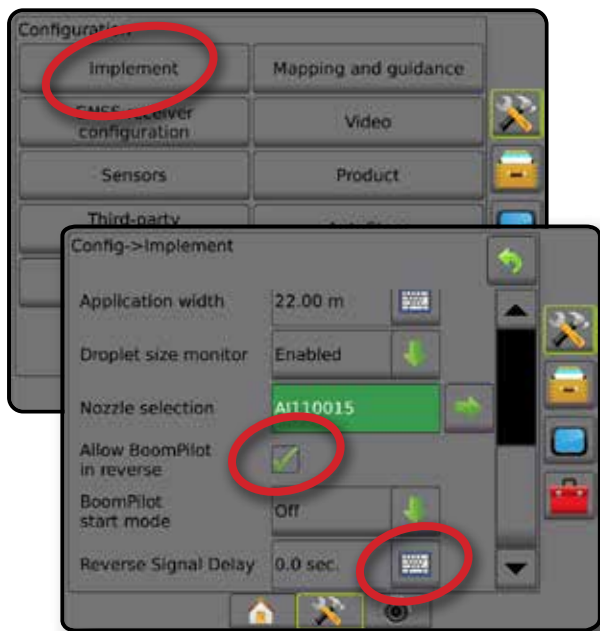 Configuration
Implement
Mapping and guidance
GNSS receiver
configuration
Video
Sensors
Product
Third-party
Config->Implement
Application width
22.00 m
Droplet size monitor
Enabled
Nozzle selection
AI110015
Allow BoomPilot
in reverse
BoomPilot
start mode
Off
Reverse Signal Delay
0.0 sec.